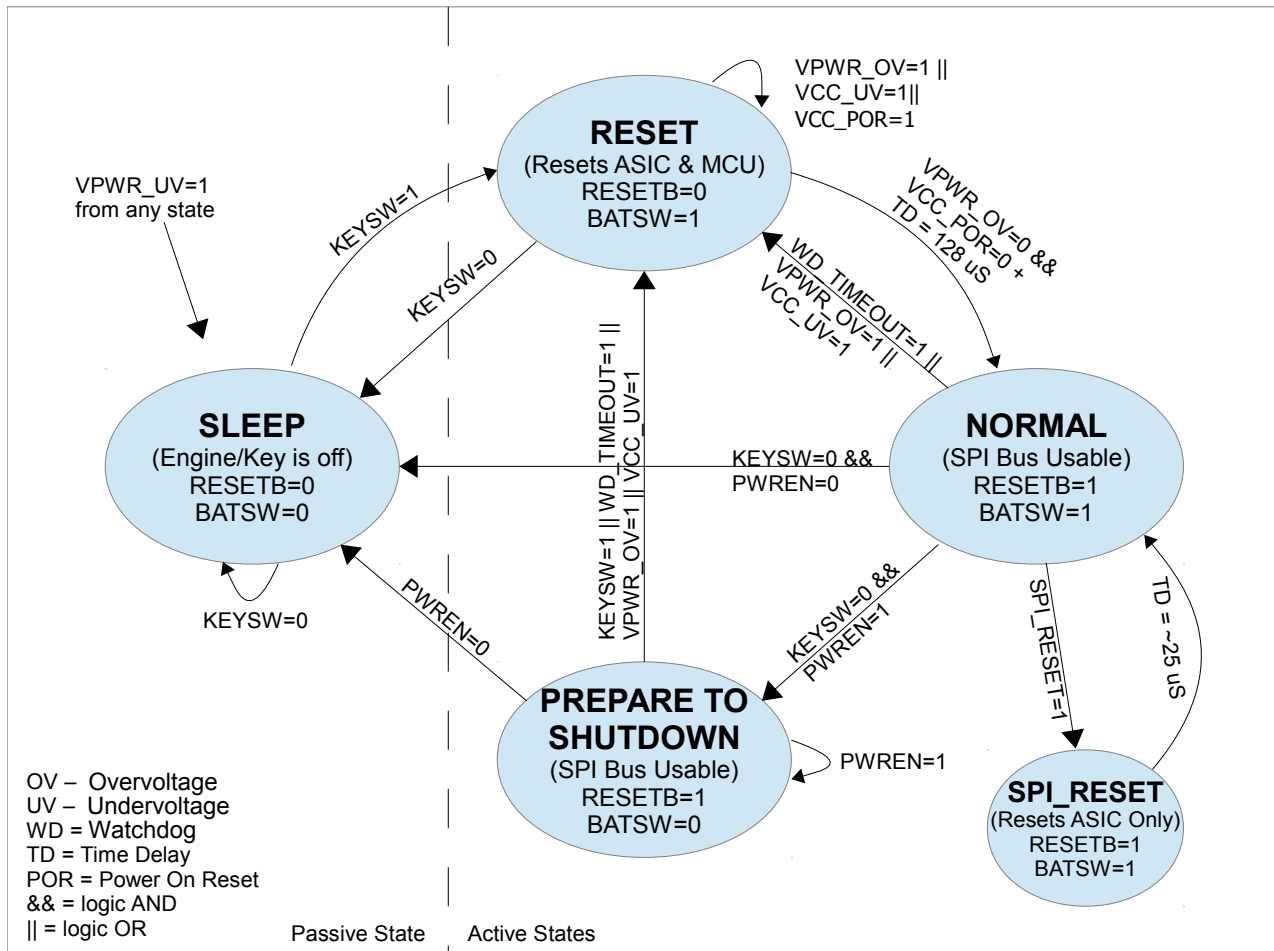 VPWR_OV=1 ||
VCC_UV=1||
VCC_POR=1
RESET
(Resets ASIC & MCU)
RESETB=0
BATSW=1
VPWR_UV=1
from any state
KEYSW=1
KEYSW=0
VPWR_OV=0 &&
VCC_POR=0 +
TD = 128 uS
WD_TIMEOUT=1 ||
VPWR_OV=1 ||
VCC_UV=1
SLEEP
(Engine/Key is off)
RESETB=0
BATSW=0
KEYSW=0
KEYSW=1 || WD_TIMEOUT=1 ||
VPWR_OV=1 || VCC_UV=1
KEYSW=0 &&
PWREN=0
NORMAL
(SPI Bus Usable)
RESETB=1
BATSW=1
PWREN=0
KEYSW=0 &&
PWREN=1
SPI_RESET=1
TD = ~25 uS
PREPARE TO
SHUTDOWN
(SPI Bus Usable)
RESETB=1
BATSW=0
PWREN=1
SPI_RESET
(Resets ASIC Only)
RESETB=1
BATSW=1
OV – Overvoltage
UV – Undervoltage
WD = Watchdog
TD = Time Delay
POR = Power On Reset
&& = logic AND
|| = logic OR
Passive State
Active States